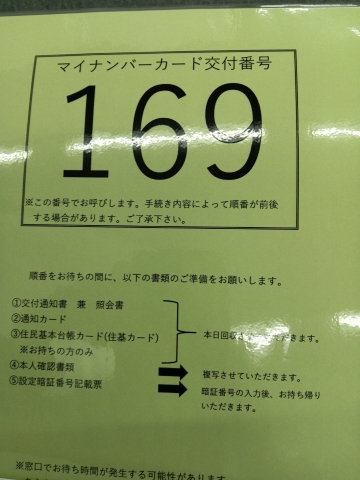 マイナンバーカード交付番号
169
※この番号でお呼びします。手続き内容によって順番が前後
する場合があります。ご了承下さい。
順番をお待ちの間に、以下の書類のご準備をお願いします。
①交付通知書 兼 照会書
②通知カード
③住民基本台帳カード(住基カード)
※お持ちの方のみ
本日回収 きます。
④本人確認書類
複写させていただきます。
⑤設定暗証番号記載票
暗証番号の入力後、お持ち帰り
いただきます。
※窓口でお待ち時間が発生する可能性があります